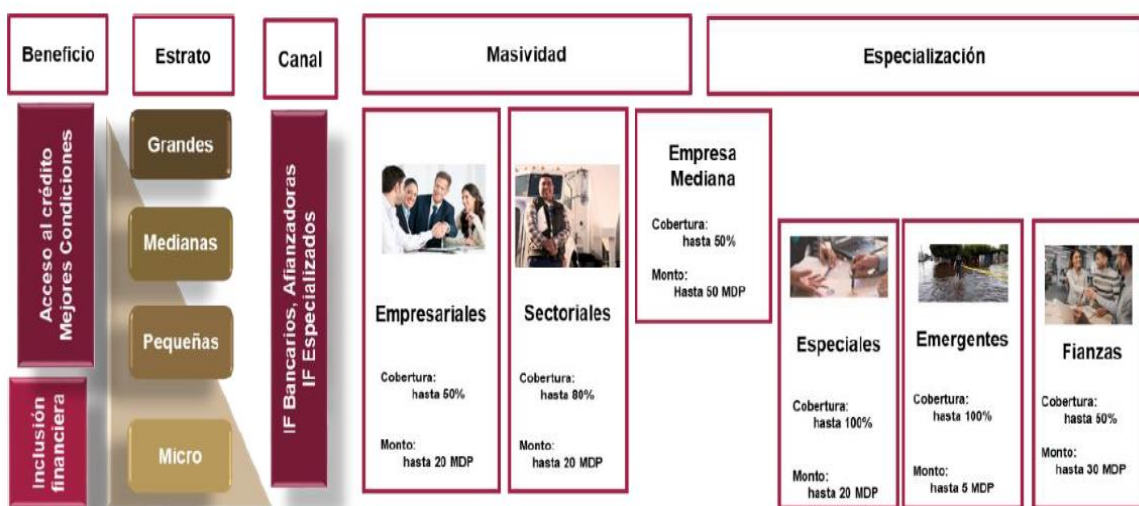 Beneficio
Estrato
Canal
Masividad
Especialización
Acceso al crédito
Mejores Condiciones
Inclusión
financiera
Grandes
Medianas
Pequeñas
Micro
IF Bancarios, Afianzadoras
IF Especializados
Empresariales
Cobertura:
hasta 50%
Monto:
hasta 20 MDP
Sectoriales
Cobertura:
hasta 80%
Monto:
hasta 20 MDP
Empresa
Mediana
Cobertura:
hasta 50%
Monto:
Hasta 50 MDP
Especiales
Cobertura:
hasta 100%
Monto:
hasta 20 MDP
Emergentes
Cobertura:
hasta 100%
Monto:
hasta 5 MDP
Fianzas
Cobertura:
hasta 50%
Monto:
hasta 30 MDP